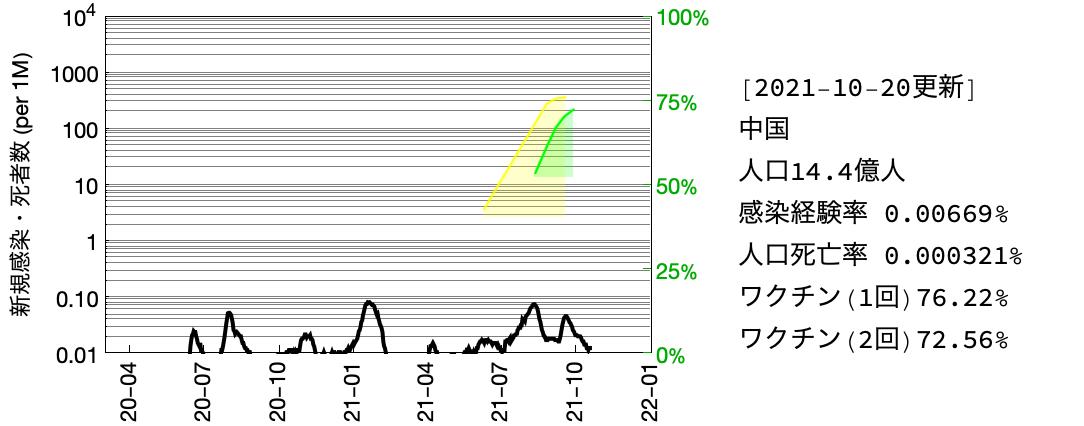 新規感染・死者数 (per 1M)
10⁴
1000
100
10
1
0.10
0.01
100%
75%
50%
25%
0%
20-04
20-07
20-10
21-01
21-04
21-07
21-10
22-01
[2021-10-20更新]
中国
人口14.4億人
感染経験率 0.00669%
人口死亡率 0.000321%
ワクチン(1回)76.22%
ワクチン(2回)72.56%